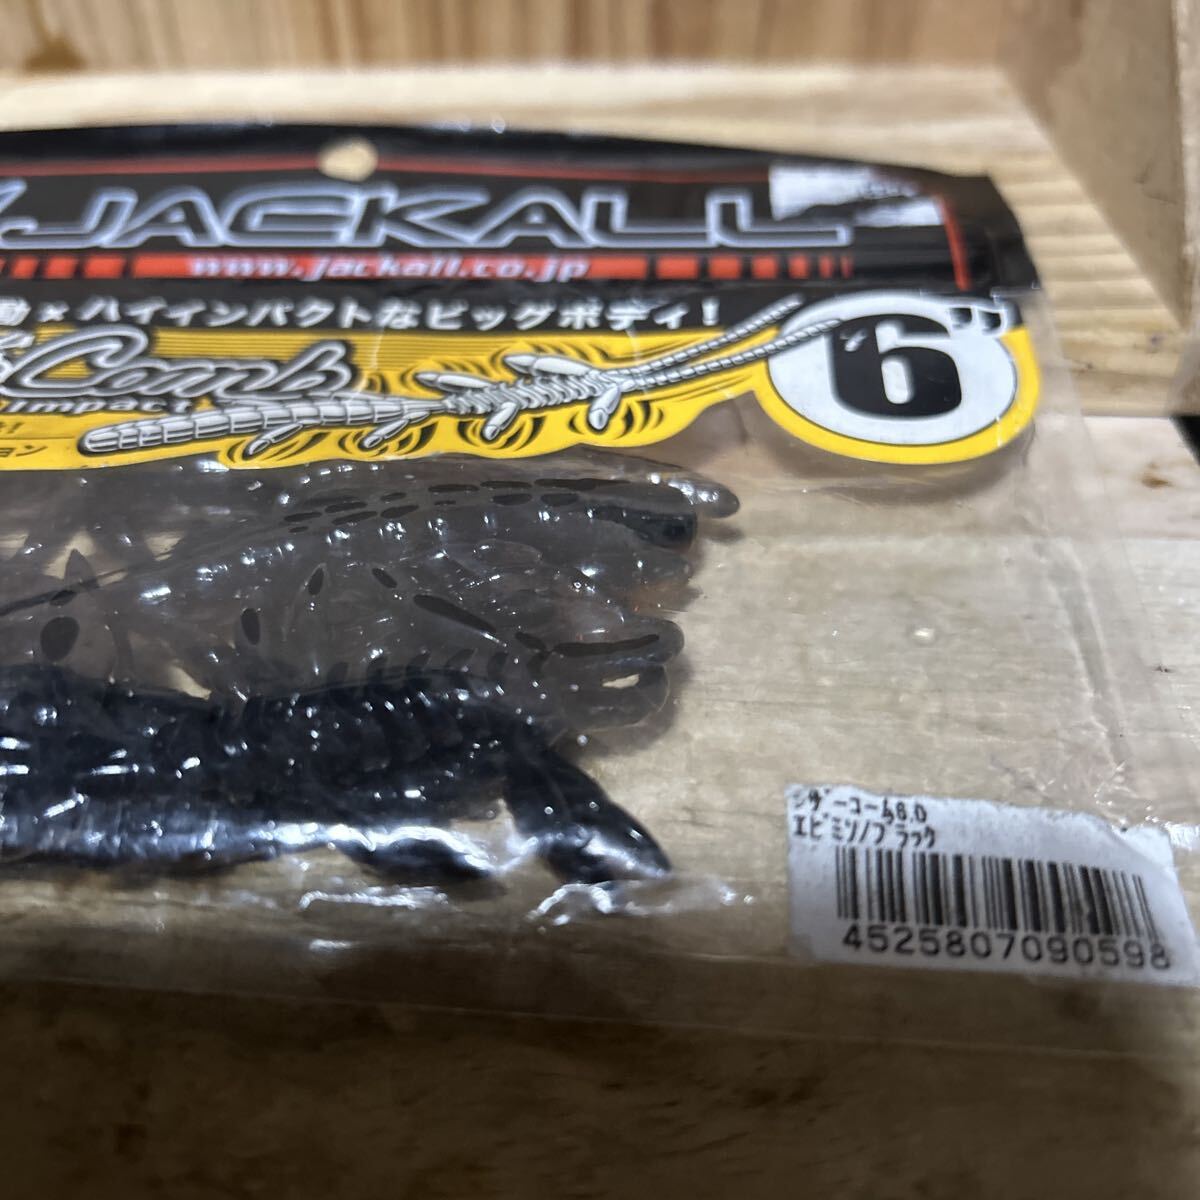 JACKALL
www.jackall.co.jp
動×ハイインパクトなビッグボディ!
6"
Comb
impact
ョン
ｼｻﾞｰｺｰﾑ6.0
ｴﾋﾞﾐｿ/ﾌﾞﾗｯｸ
4525807090598